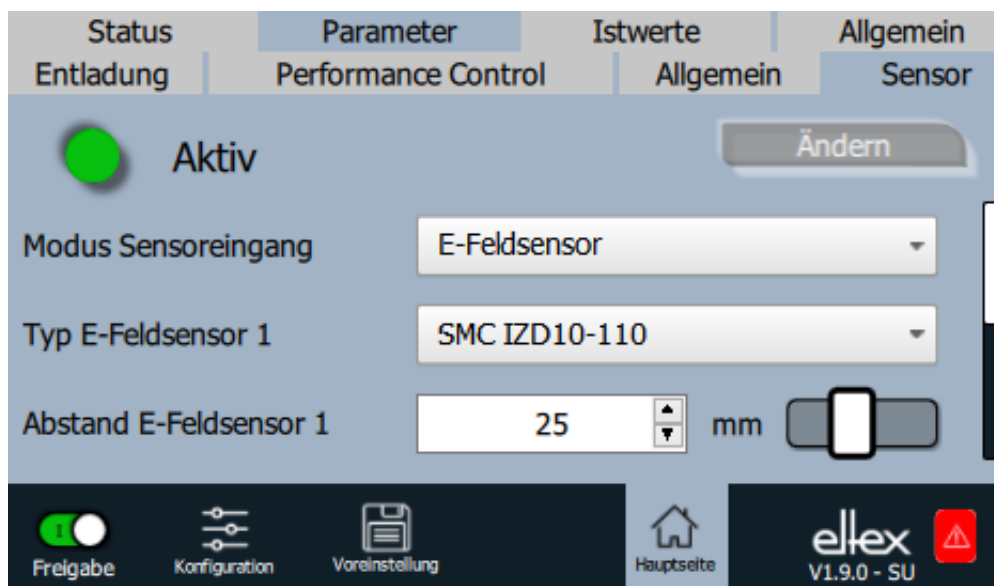 Status Parameter Istwerte Allgemein
Entladung Performance Control Allgemein Sensor
Aktiv Ändern
Modus Sensoreingang E-Feldsensor
Typ E-Feldsensor 1 SMC IZD10-110
Abstand E-Feldsensor 1 25 mm
I
Freigabe Konfiguration Voreinstellung Hauptseite eltex
V1.9.0 - SU